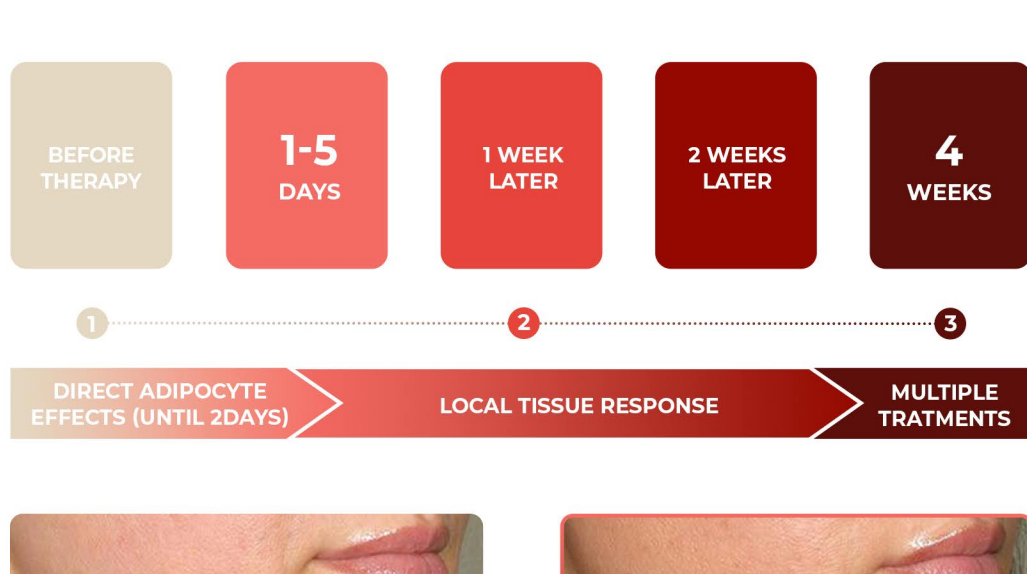 BEFORE
THERAPY
1-5
DAYS
1 WEEK
LATER
2 WEEKS
LATER
4
WEEKS
1
2
3
DIRECT ADIPOCYTE
EFFECTS (UNTIL 2DAYS)
LOCAL TISSUE RESPONSE
MULTIPLE
TRATMENTS